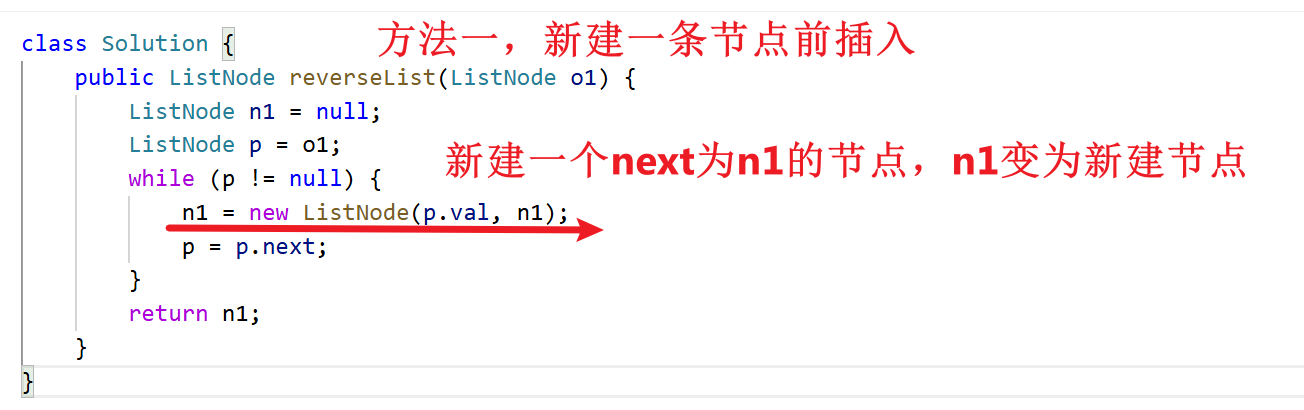 方法一，新建一条节点前插入
class Solution {
public ListNode reverseList(ListNode o1) {
ListNode n1 = null;
ListNode p = o1;
新建一个next为n1的节点，n1变为新建节点
while (p != null) {
n1 = new ListNode(p.val, n1);
p = p.next;
}
return n1;
}
}